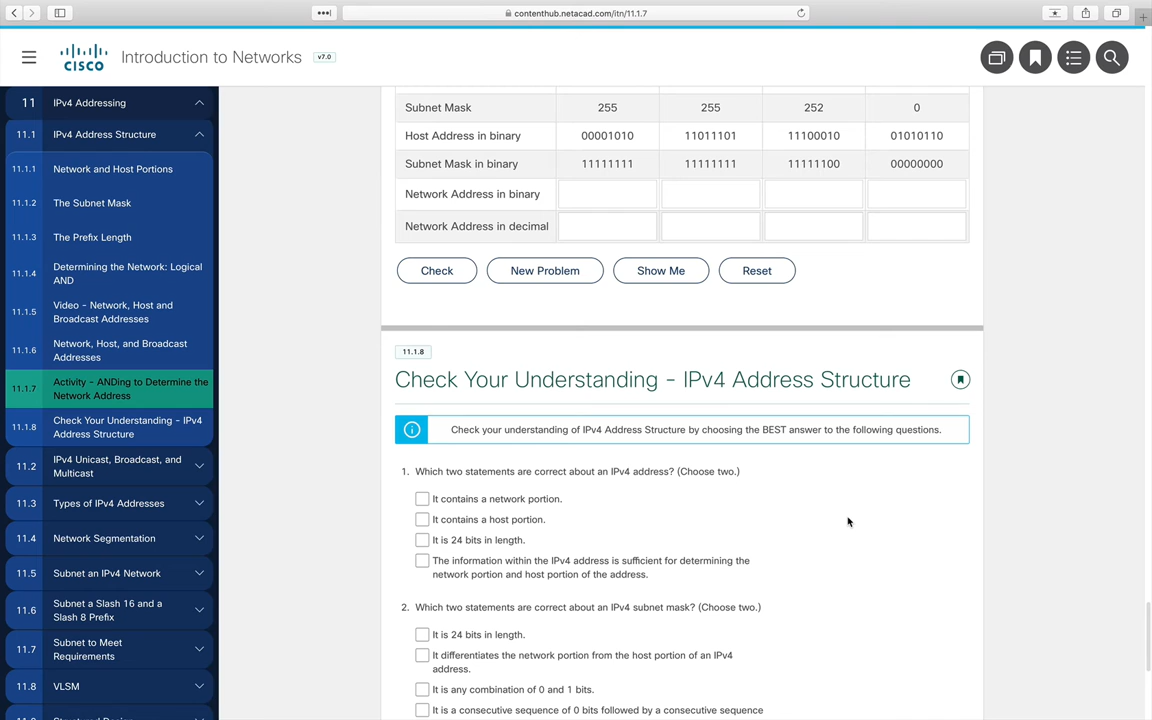 contenthub.netacad.com/itn/11.1.7
CISCO
Introduction to Networks
v7.0
11 IPv4 Addressing
11.1 IPv4 Address Structure
11.1.1 Network and Host Portions
11.1.2 The Subnet Mask
11.1.3 The Prefix Length
11.1.4 Determining the Network: Logical
AND
11.1.5 Video - Network, Host and
Broadcast Addresses
11.1.6 Network, Host, and Broadcast
Addresses
11.1.7 Activity - ANDing to Determine the
Network Address
11.1.8 Check Your Understanding - IPv4
Address Structure
11.2 IPv4 Unicast, Broadcast, and
Multicast
11.3 Types of IPv4 Addresses
11.4 Network Segmentation
11.5 Subnet an IPv4 Network
11.6 Subnet a Slash 16 and a
Slash 8 Prefix
11.7 Subnet to Meet
Requirements
11.8 VLSM
Subnet Mask 255 255 252 0
Host Address in binary 00001010 11011101 11100010 01010110
Subnet Mask in binary 11111111 11111111 11111100 00000000
Network Address in binary
Network Address in decimal
Check New Problem Show Me Reset
11.1.8
Check Your Understanding - IPv4 Address Structure
Check your understanding of IPv4 Address Structure by choosing the BEST answer to the following questions.
1. Which two statements are correct about an IPv4 address? (Choose two.)
It contains a network portion.
It contains a host portion.
It is 24 bits in length.
The information within the IPv4 address is sufficient for determining the
network portion and host portion of the address.
2. Which two statements are correct about an IPv4 subnet mask? (Choose two.)
It is 24 bits in length.
It differentiates the network portion from the host portion of an IPv4
address.
It is any combination of 0 and 1 bits.
It is a consecutive sequence of 0 bits followed by a consecutive sequence